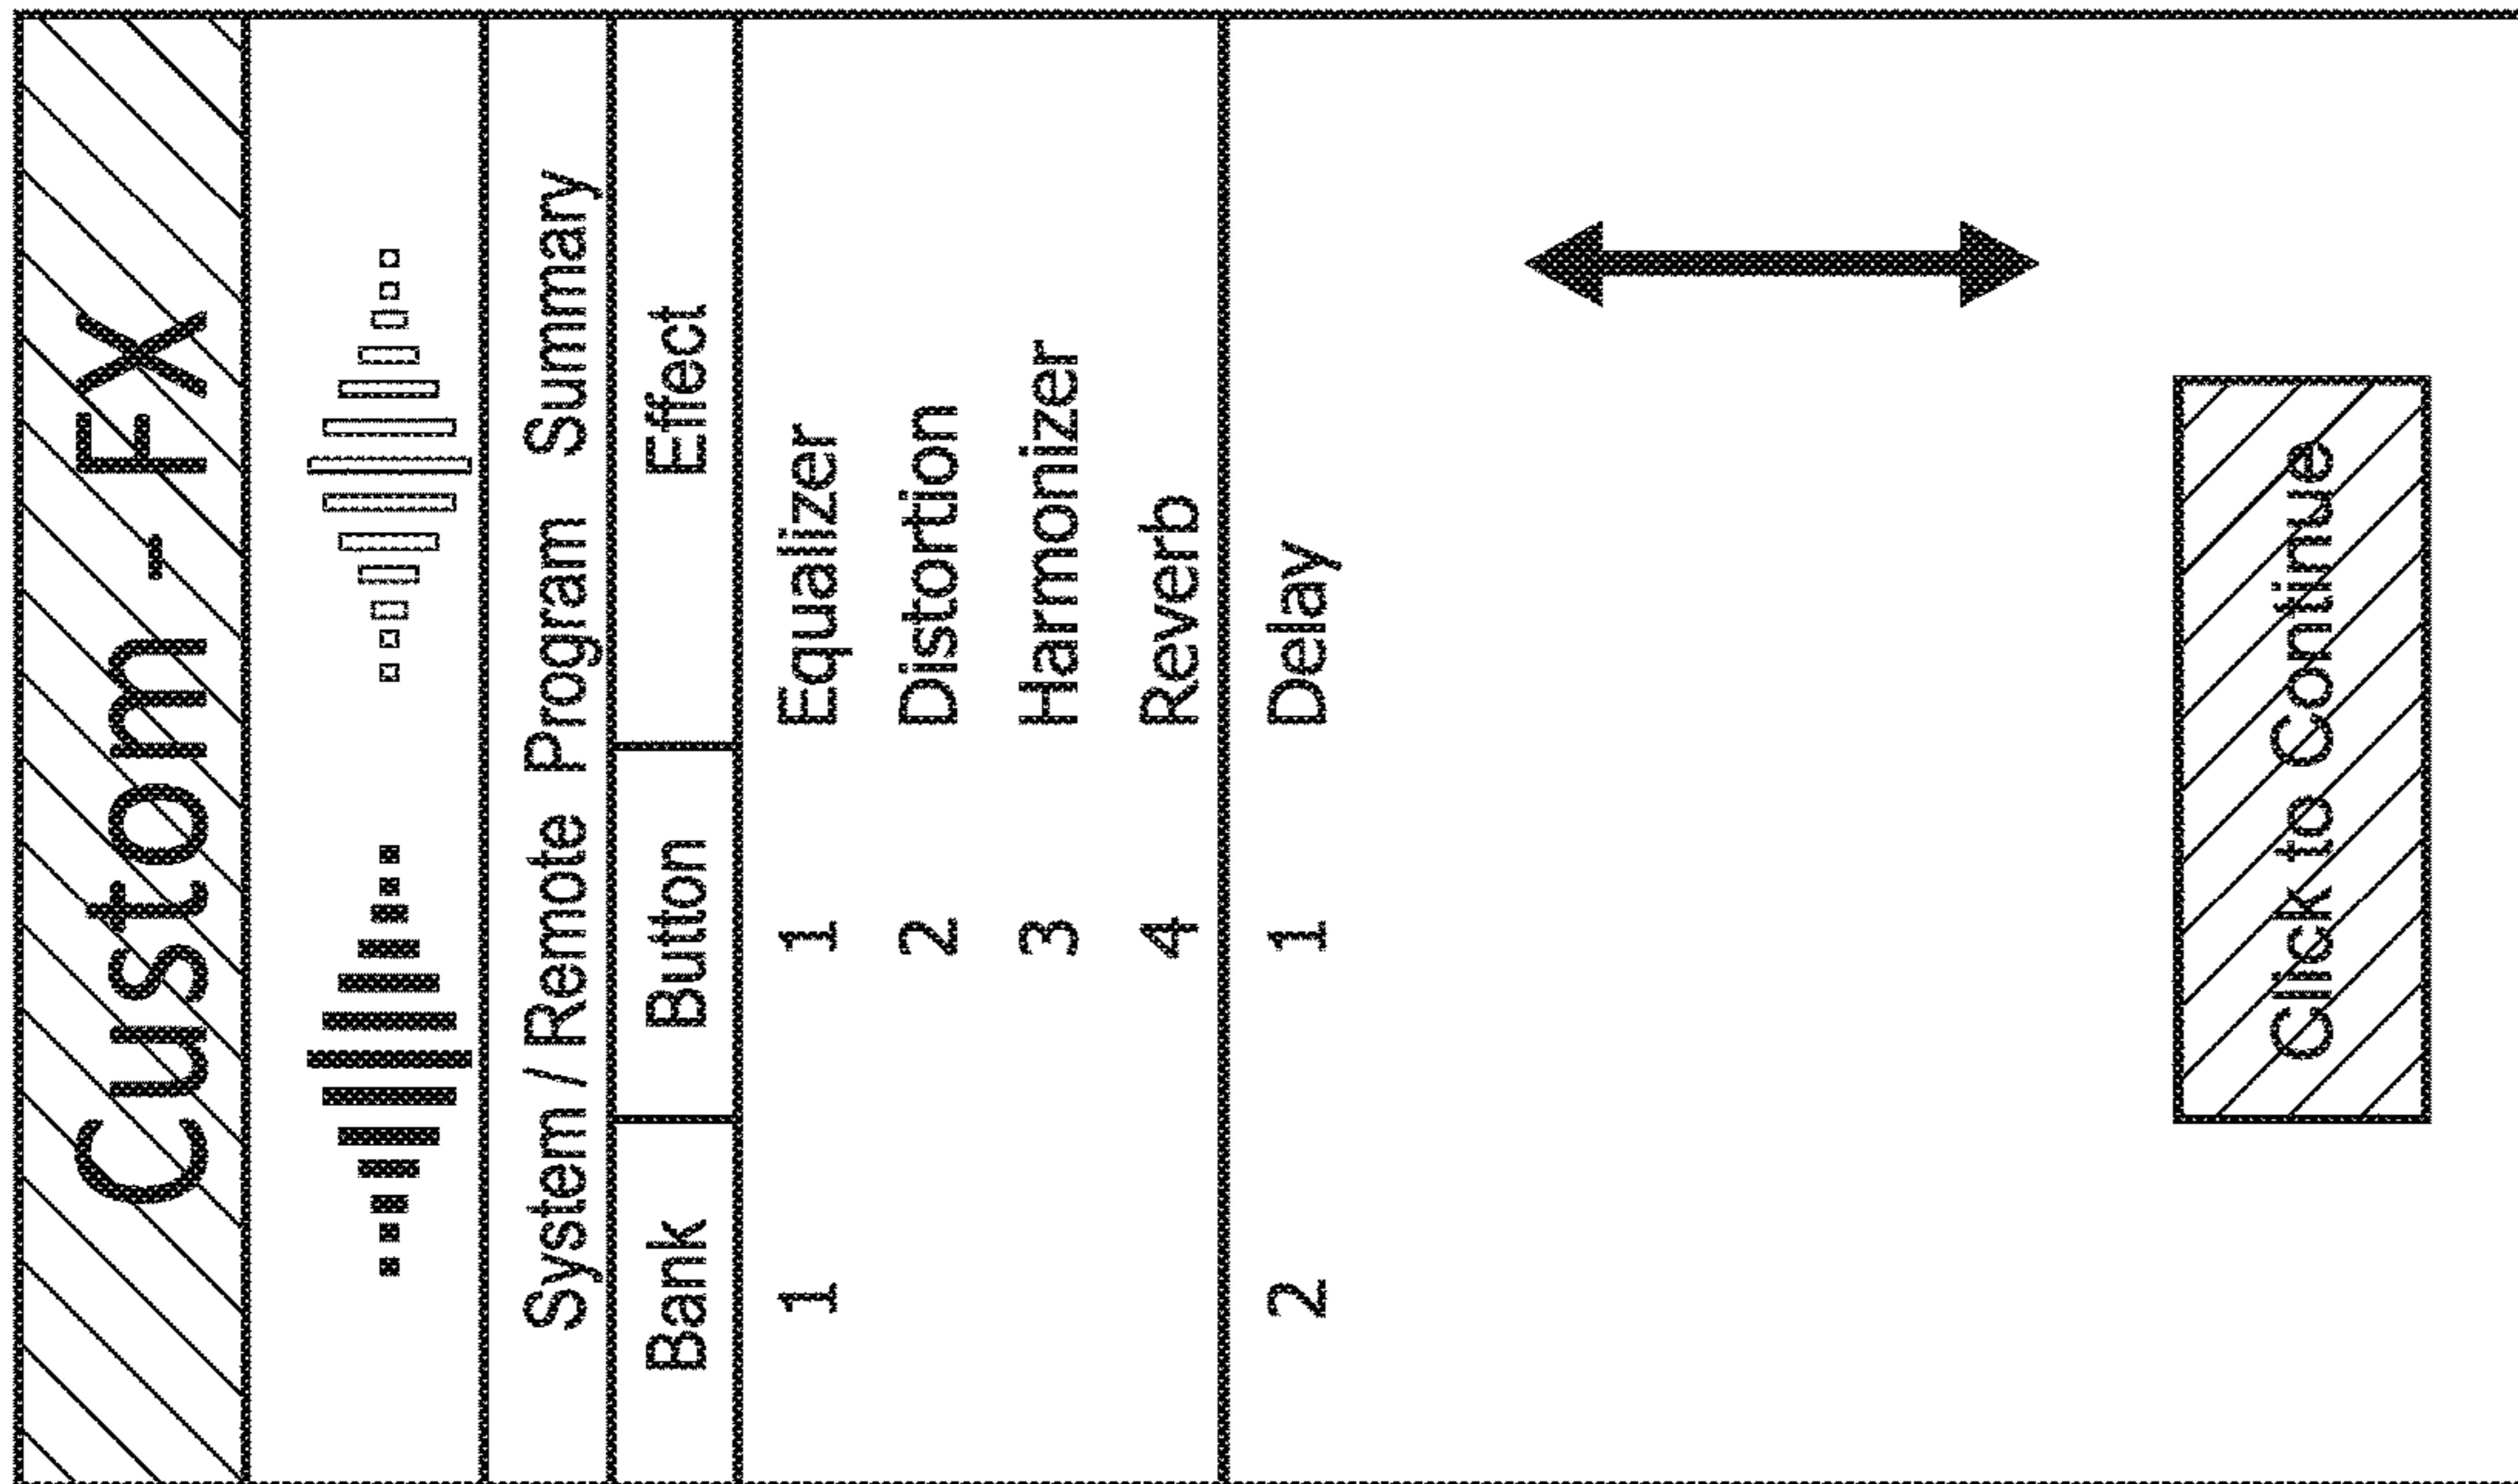 Custom - FX
System / Remote Program Summary
Bank Button Effect
1 1 Equalizer
2 Distortion
3 Harmonizer
4 Reverb
2 1 Delay
Click to Continue